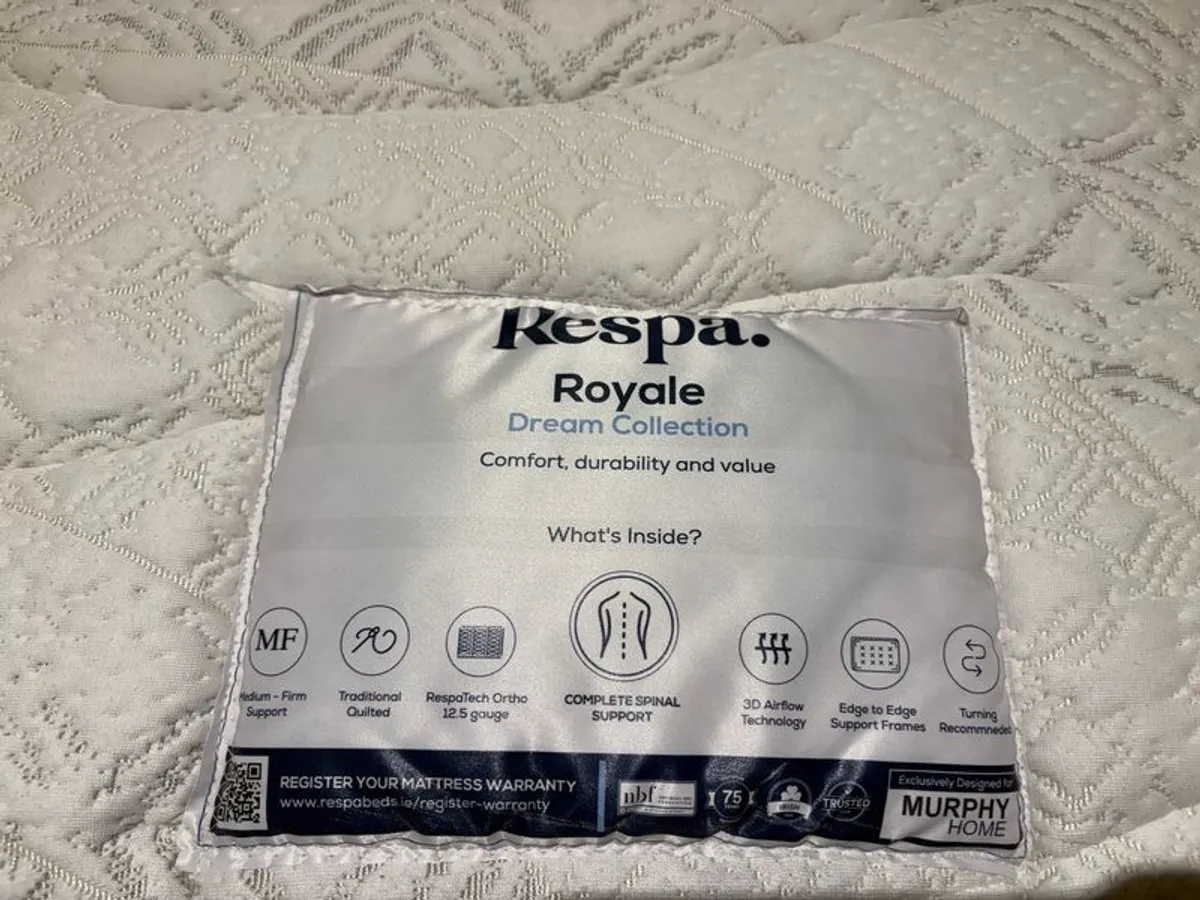 Respa.
Royale
Dream Collection
Comfort, durability and value
What's Inside?
MF
Medium - Firm
Support
Traditional
Quilted
RespaTech Ortho
12.5 gauge
COMPLETE SPINAL
SUPPORT
3D Airflow
Technology
Edge to Edge
Support Frames
Turning
Recommneded
REGISTER YOUR MATTRESS WARRANTY
www.respabeds.ie/register-warranty
nbf
75
YEARS
IRISH
TRUSTED
Exclusively Designed for
MURPHY
HOME